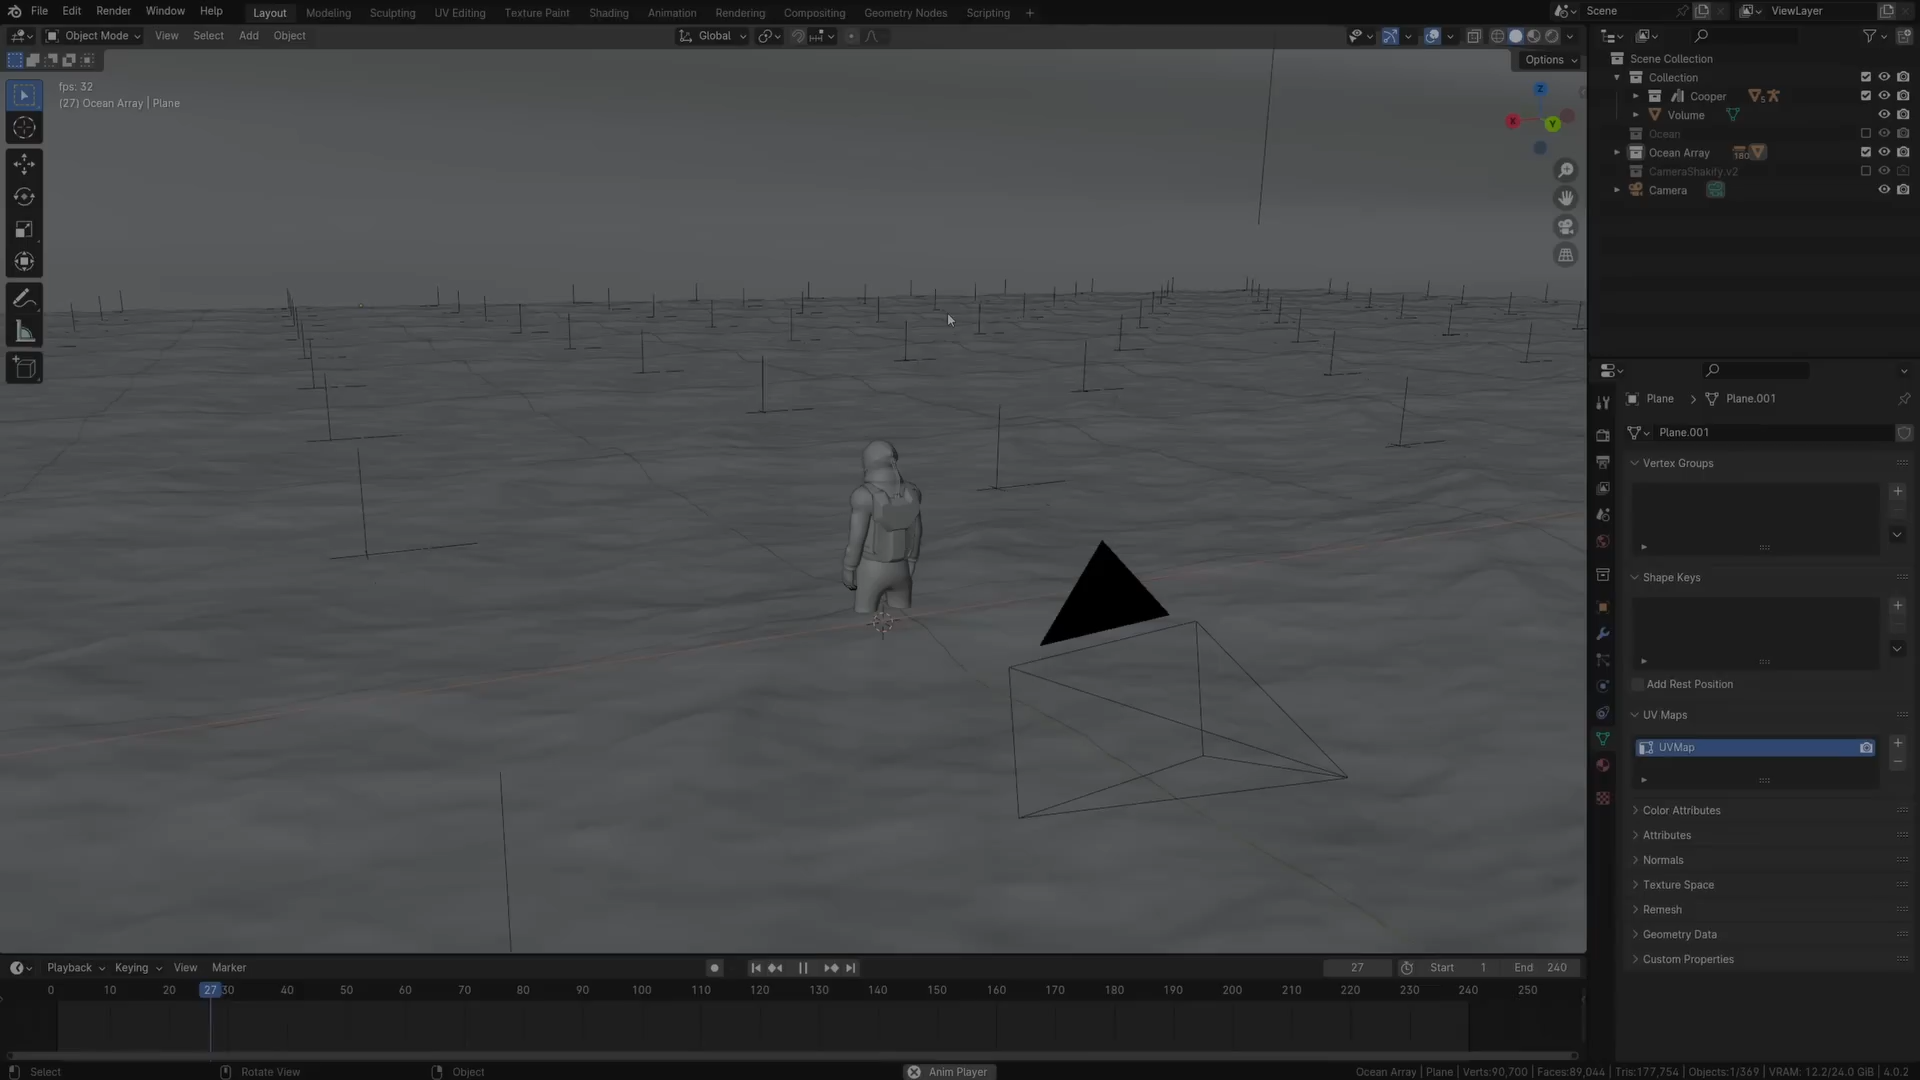 File Edit Render Window Help Layout Modeling Sculpting UV Editing Texture Paint Shading Animation Rendering Compositing Geometry Nodes Scripting + Scene ViewLayer
Object Mode View Select Add Object Global
Options
fps: 32
(27) Ocean Array | Plane
Z
X
Y
Scene Collection
Collection
Cooper 5
Volume
Ocean
Ocean Array 180
CameraShakify.v2
Camera
Plane > Plane.001
Plane.001
Vertex Groups
Shape Keys
Add Rest Position
UV Maps
UVMap
Color Attributes
Attributes
Normals
Texture Space
Remesh
Geometry Data
Custom Properties
Playback Keying View Marker 27 Start 1 End 240
0 10 20 27 30 40 50 60 70 80 90 100 110 120 130 140 150 160 170 180 190 200 210 220 230 240 250
Select Rotate View Object Anim Player Ocean Array | Plane | Verts:90,700 | Faces:89,044 | Tris:177,754 | Objects:1/369 | VRAM: 12.2/24.0 GiB | 4.0.2